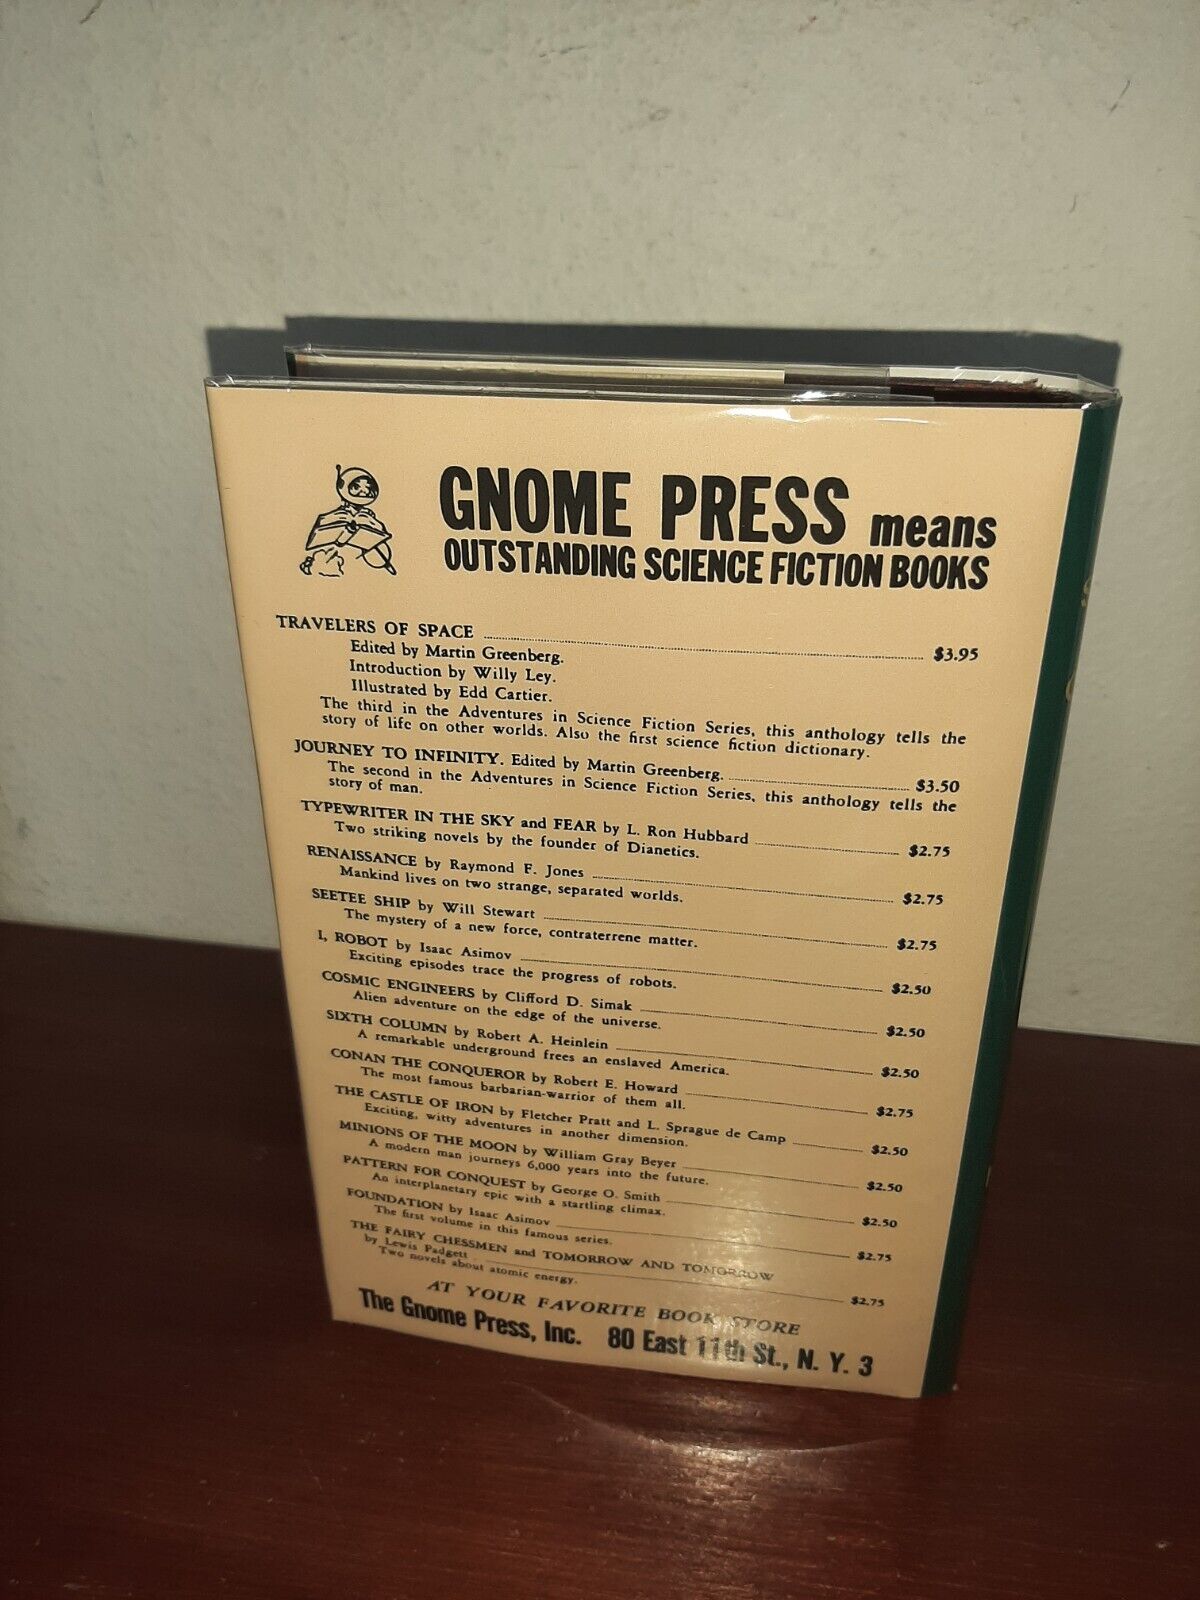 GNOME PRESS means
OUTSTANDING SCIENCE FICTION BOOKS
TRAVELERS OF SPACE $3.95
Edited by Martin Greenberg.
Introduction by Willy Ley.
Illustrated by Edd Cartier.
The third in the Adventures in Science Fiction Series, this anthology tells the
story of life on other worlds. Also the first science fiction dictionary.
JOURNEY TO INFINITY. Edited by Martin Greenberg. $3.50
The second in the Adventures in Science Fiction Series, this anthology tells the
story of man.
TYPEWRITER IN THE SKY and FEAR by L. Ron Hubbard $2.75
Two striking novels by the founder of Dianetics.
RENAISSANCE by Raymond F. Jones $2.75
Mankind lives on two strange, separated worlds.
SEETEE SHIP by Will Stewart $2.75
The mystery of a new force, contraterrene matter.
I, ROBOT by Isaac Asimov $2.50
Exciting episodes trace the progress of robots.
COSMIC ENGINEERS by Clifford D. Simak $2.50
Alien adventure on the edge of the universe.
SIXTH COLUMN by Robert A. Heinlein $2.50
A remarkable underground frees an enslaved America.
CONAN THE CONQUEROR by Robert E. Howard $2.75
The most famous barbarian-warrior of them all.
THE CASTLE OF IRON by Fletcher Pratt and L. Sprague de Camp $2.50
Exciting, witty adventures in another dimension.
MINIONS OF THE MOON by William Gray Beyer $2.50
A modern man journeys 6,000 years into the future.
PATTERN FOR CONQUEST by George O. Smith $2.50
An interplanetary epic with a startling climax.
FOUNDATION by Isaac Asimov $2.75
The first volume in this famous series.
THE FAIRY CHESSMEN and TOMORROW AND TOMORROW
by Lewis Padgett $2.75
Two novels about atomic energy.
AT YOUR FAVORITE BOOK STORE
The Gnome Press, Inc. 80 East 11th St., N. Y. 3